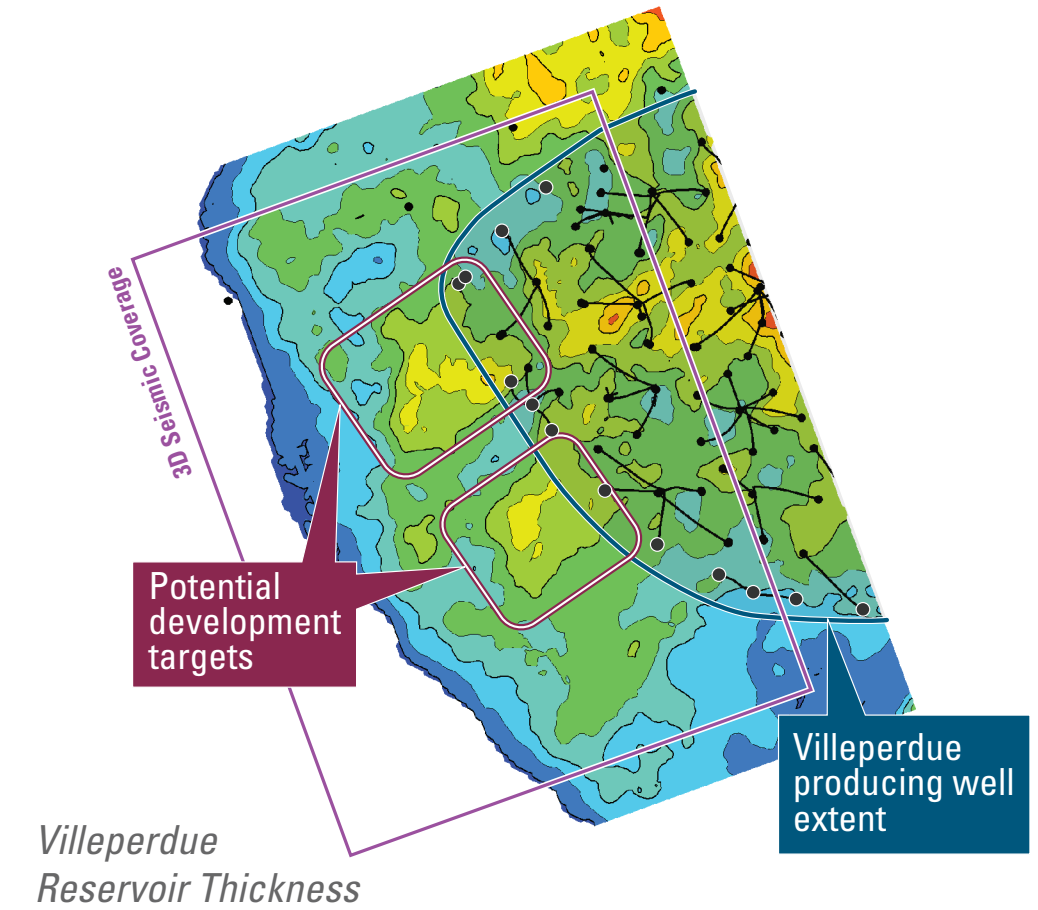 3D Seismic Coverage
Potential
development
targets
Villeperdue
producing well
extent
Villeperdue
Reservoir Thickness